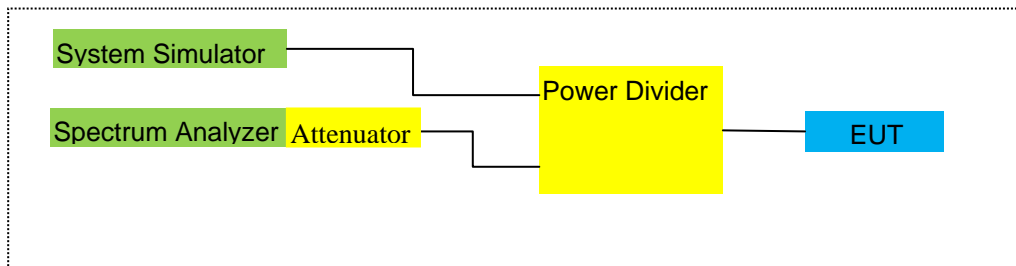 System Simulator
Power Divider
Spectrum Analyzer Attenuator
EUT